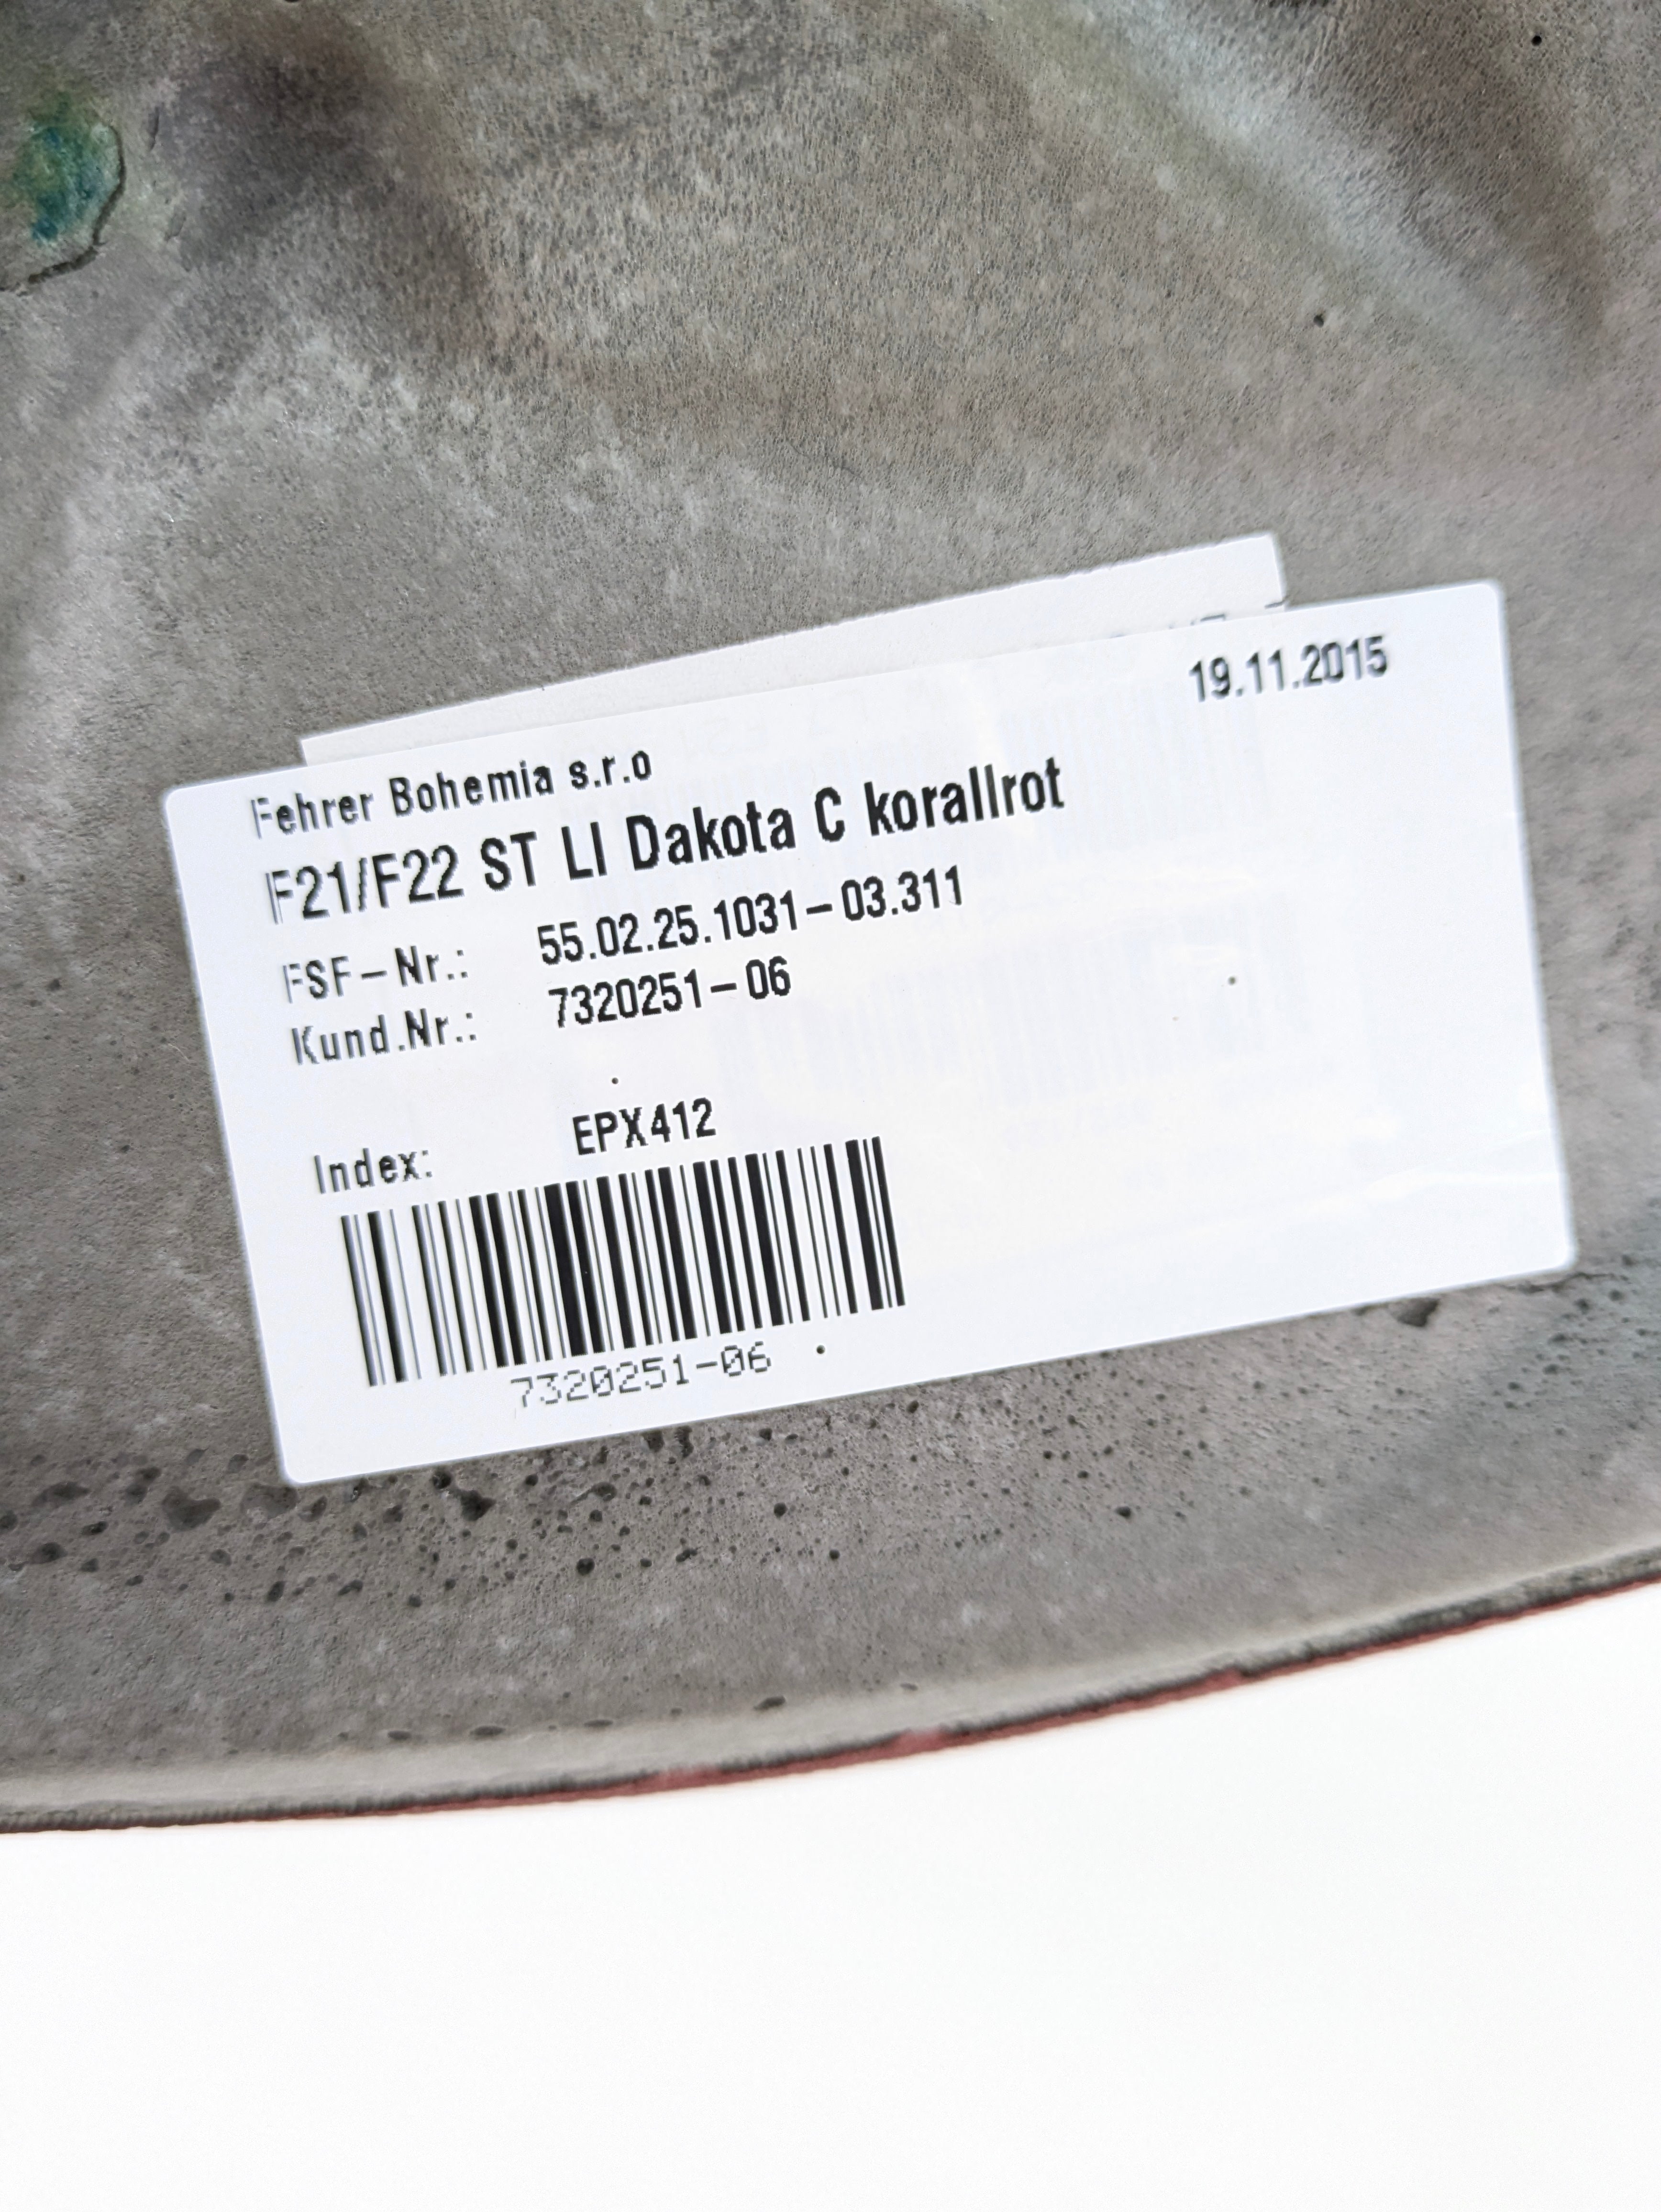 19.11.2015
Fehrer Bohemia s.r.o
F21/F22 ST LI Dakota C korallrot
FSF-Nr.: 55.02.25.1031-03.311
Kund.Nr.: 7320251-06
Index: EPX412
7320251-06